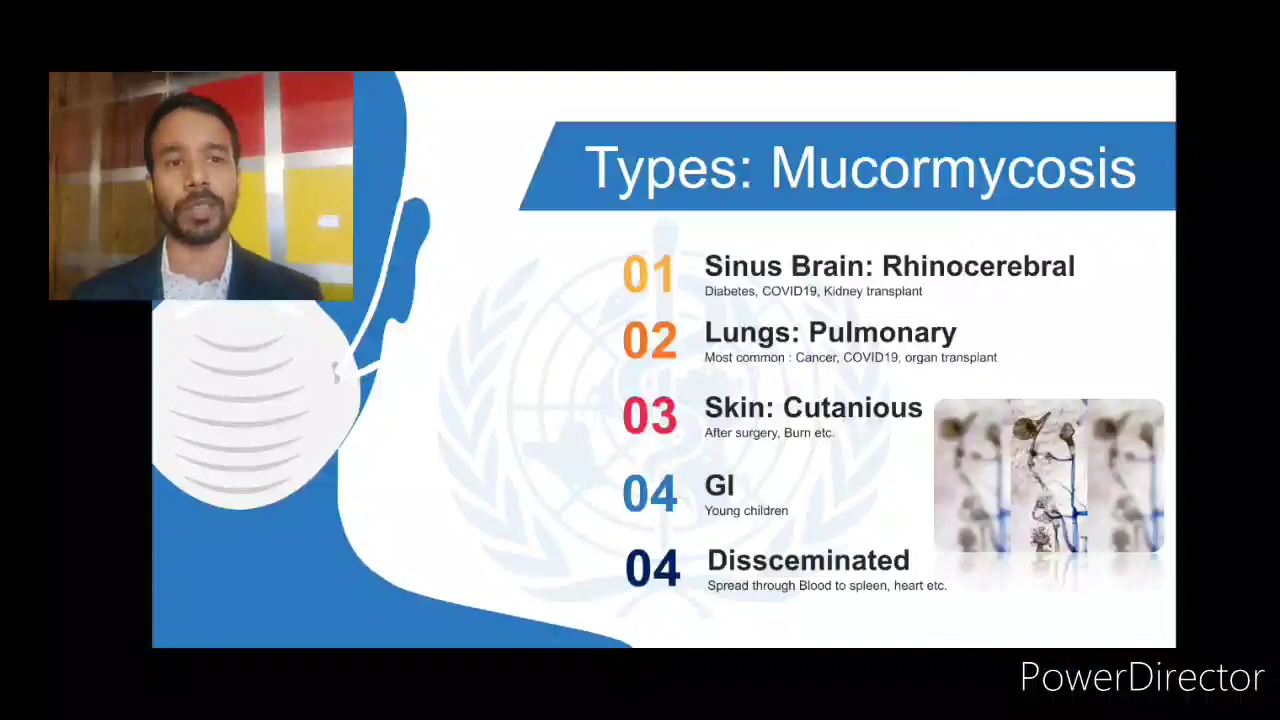 Types: Mucormycosis
01
Sinus Brain: Rhinocerebral
Diabetes, COVID19, Kidney transplant
02
Lungs: Pulmonary
Most common : Cancer, COVID19, organ transplant
03
Skin: Cutanious
After surgery, Burn etc.
04
GI
Young children
04
Dissceminated
Spread through Blood to spleen, heart etc.
PowerDirector